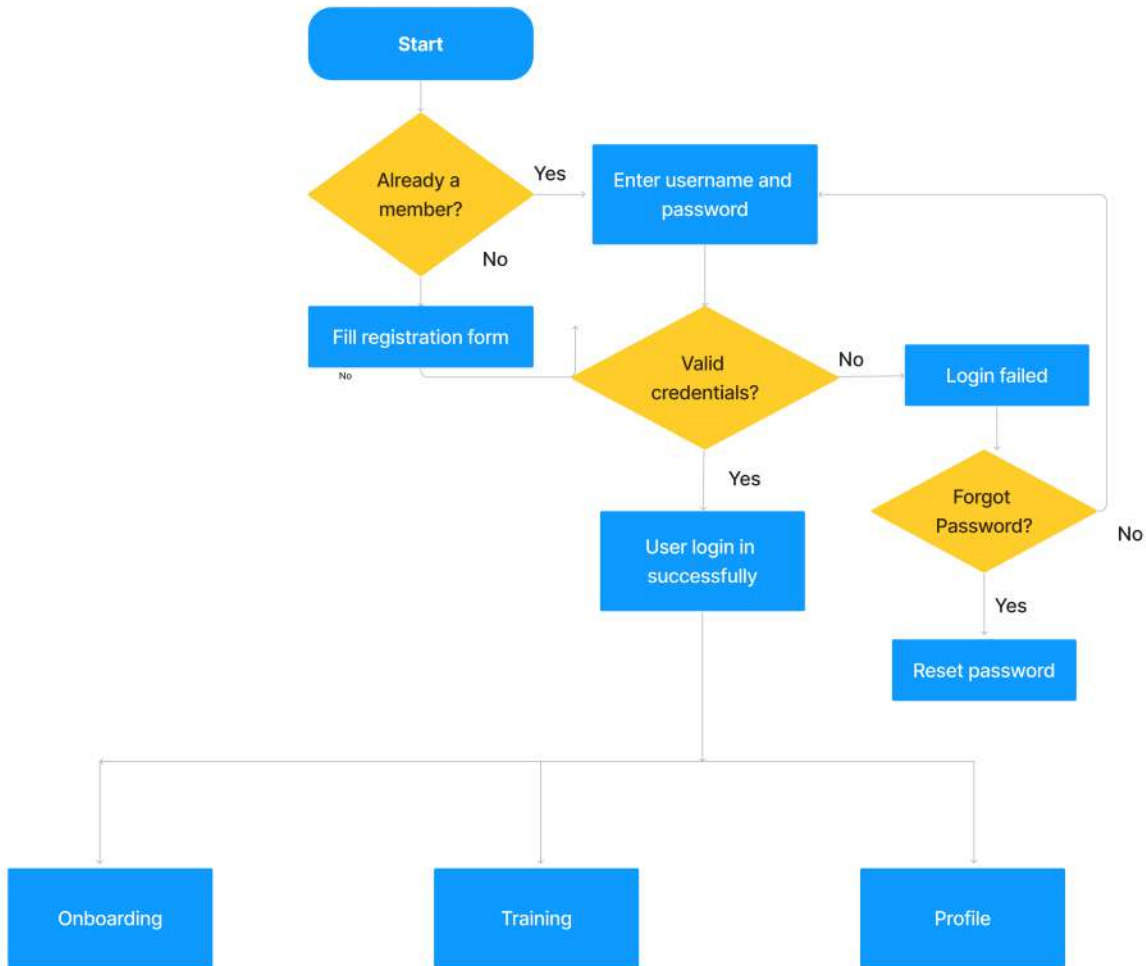 Start
Already a
member?
Yes
Enter username and
password
No
Fill registration form
No
Valid
credentials?
No
Login failed
Yes
Forgot
Password?
No
User login in
successfully
Yes
Reset password
Onboarding
Training
Profile